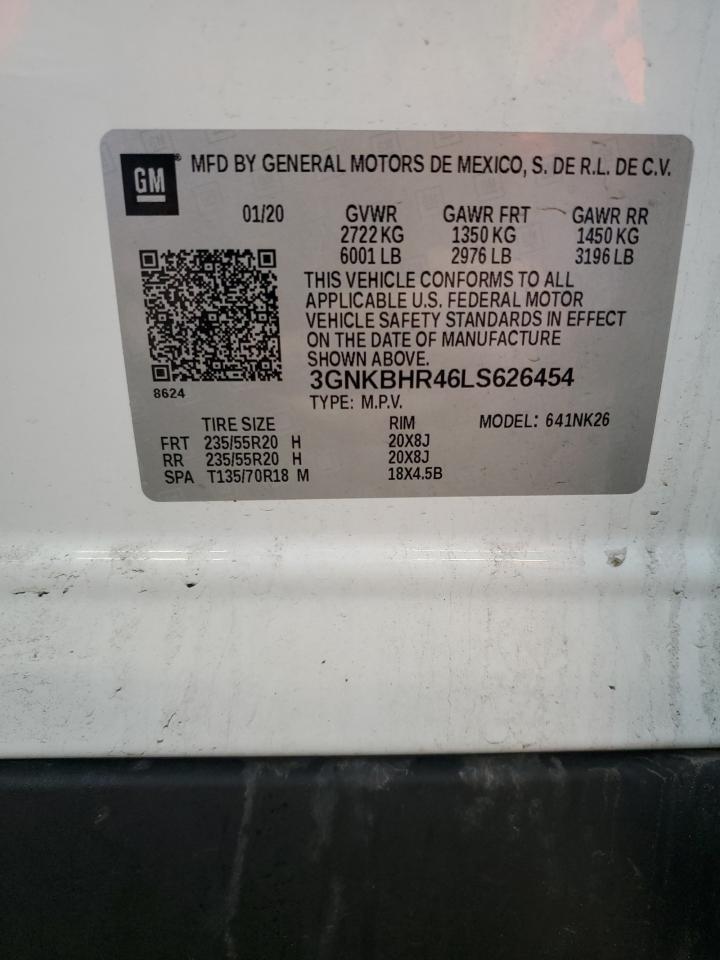 GM® MFD BY GENERAL MOTORS DE MEXICO, S. DE R.L. DE C.V.
01/20 GVWR GAWR FRT GAWR RR
2722 KG 1350 KG 1450 KG
6001 LB 2976 LB 3196 LB
THIS VEHICLE CONFORMS TO ALL
APPLICABLE U.S. FEDERAL MOTOR
VEHICLE SAFETY STANDARDS IN EFFECT
ON THE DATE OF MANUFACTURE
SHOWN ABOVE.
3GNKBHR46LS626454
8624
TYPE: M.P.V.
TIRE SIZE RIM MODEL: 641NK26
FRT 235/55R20 H 20X8J
RR 235/55R20 H 20X8J
SPA T135/70R18 M 18X4.5B